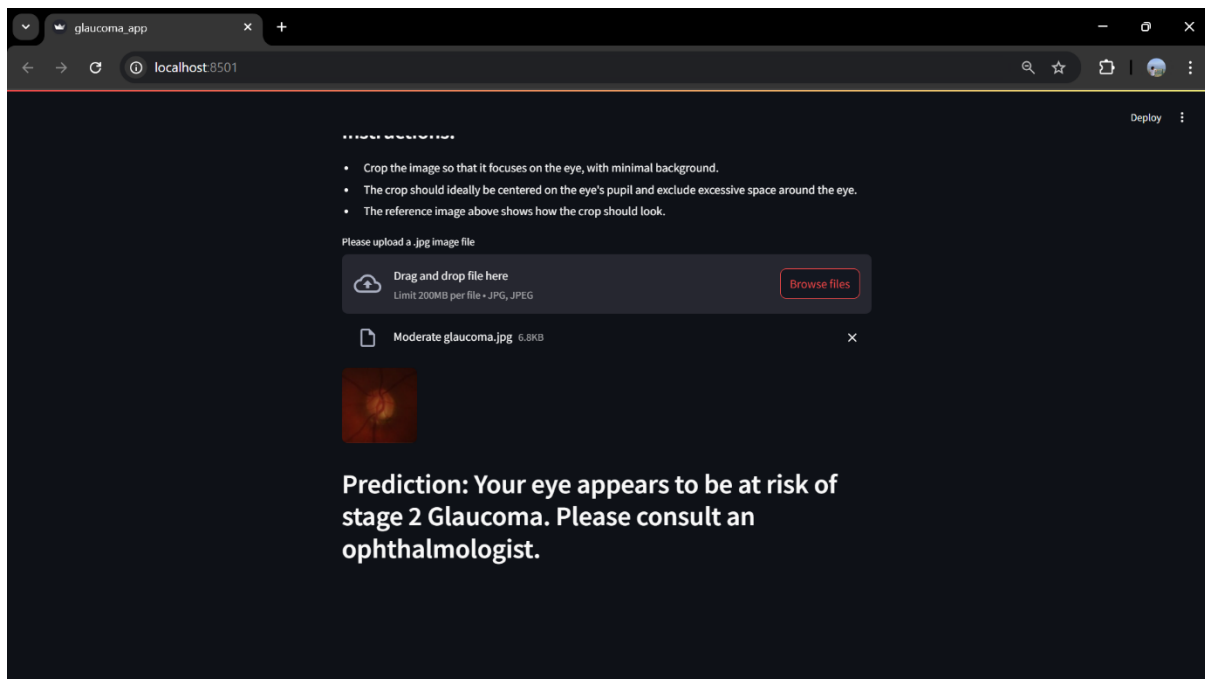 glaucoma_app
localhost:8501
Deploy
Instructions:
• Crop the image so that it focuses on the eye, with minimal background.
• The crop should ideally be centered on the eye's pupil and exclude excessive space around the eye.
• The reference image above shows how the crop should look.
Please upload a .jpg image file
Drag and drop file here
Limit 200MB per file • JPG, JPEG
Browse files
Moderate glaucoma.jpg 6.8KB
Prediction: Your eye appears to be at risk of
stage 2 Glaucoma. Please consult an
ophthalmologist.